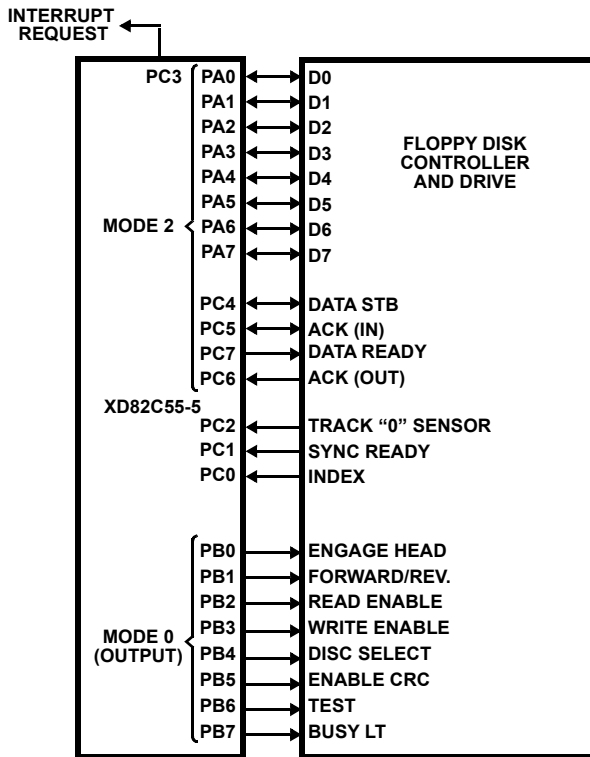 INTERRUPT
REQUEST
PC3 PA0 D0
PA1 D1
PA2 D2
PA3 D3
PA4 D4
PA5 D5
MODE 2 PA6 D6
PA7 D7
FLOPPY DISK
CONTROLLER
AND DRIVE
PC4 DATA STB
PC5 ACK (IN)
PC7 DATA READY
PC6 ACK (OUT)
XD82C55-5
PC2 TRACK “0” SENSOR
PC1 SYNC READY
PC0 INDEX
PB0 ENGAGE HEAD
PB1 FORWARD/REV.
PB2 READ ENABLE
PB3 WRITE ENABLE
MODE 0
(OUTPUT)
PB4 DISC SELECT
PB5 ENABLE CRC
PB6 TEST
PB7 BUSY LT